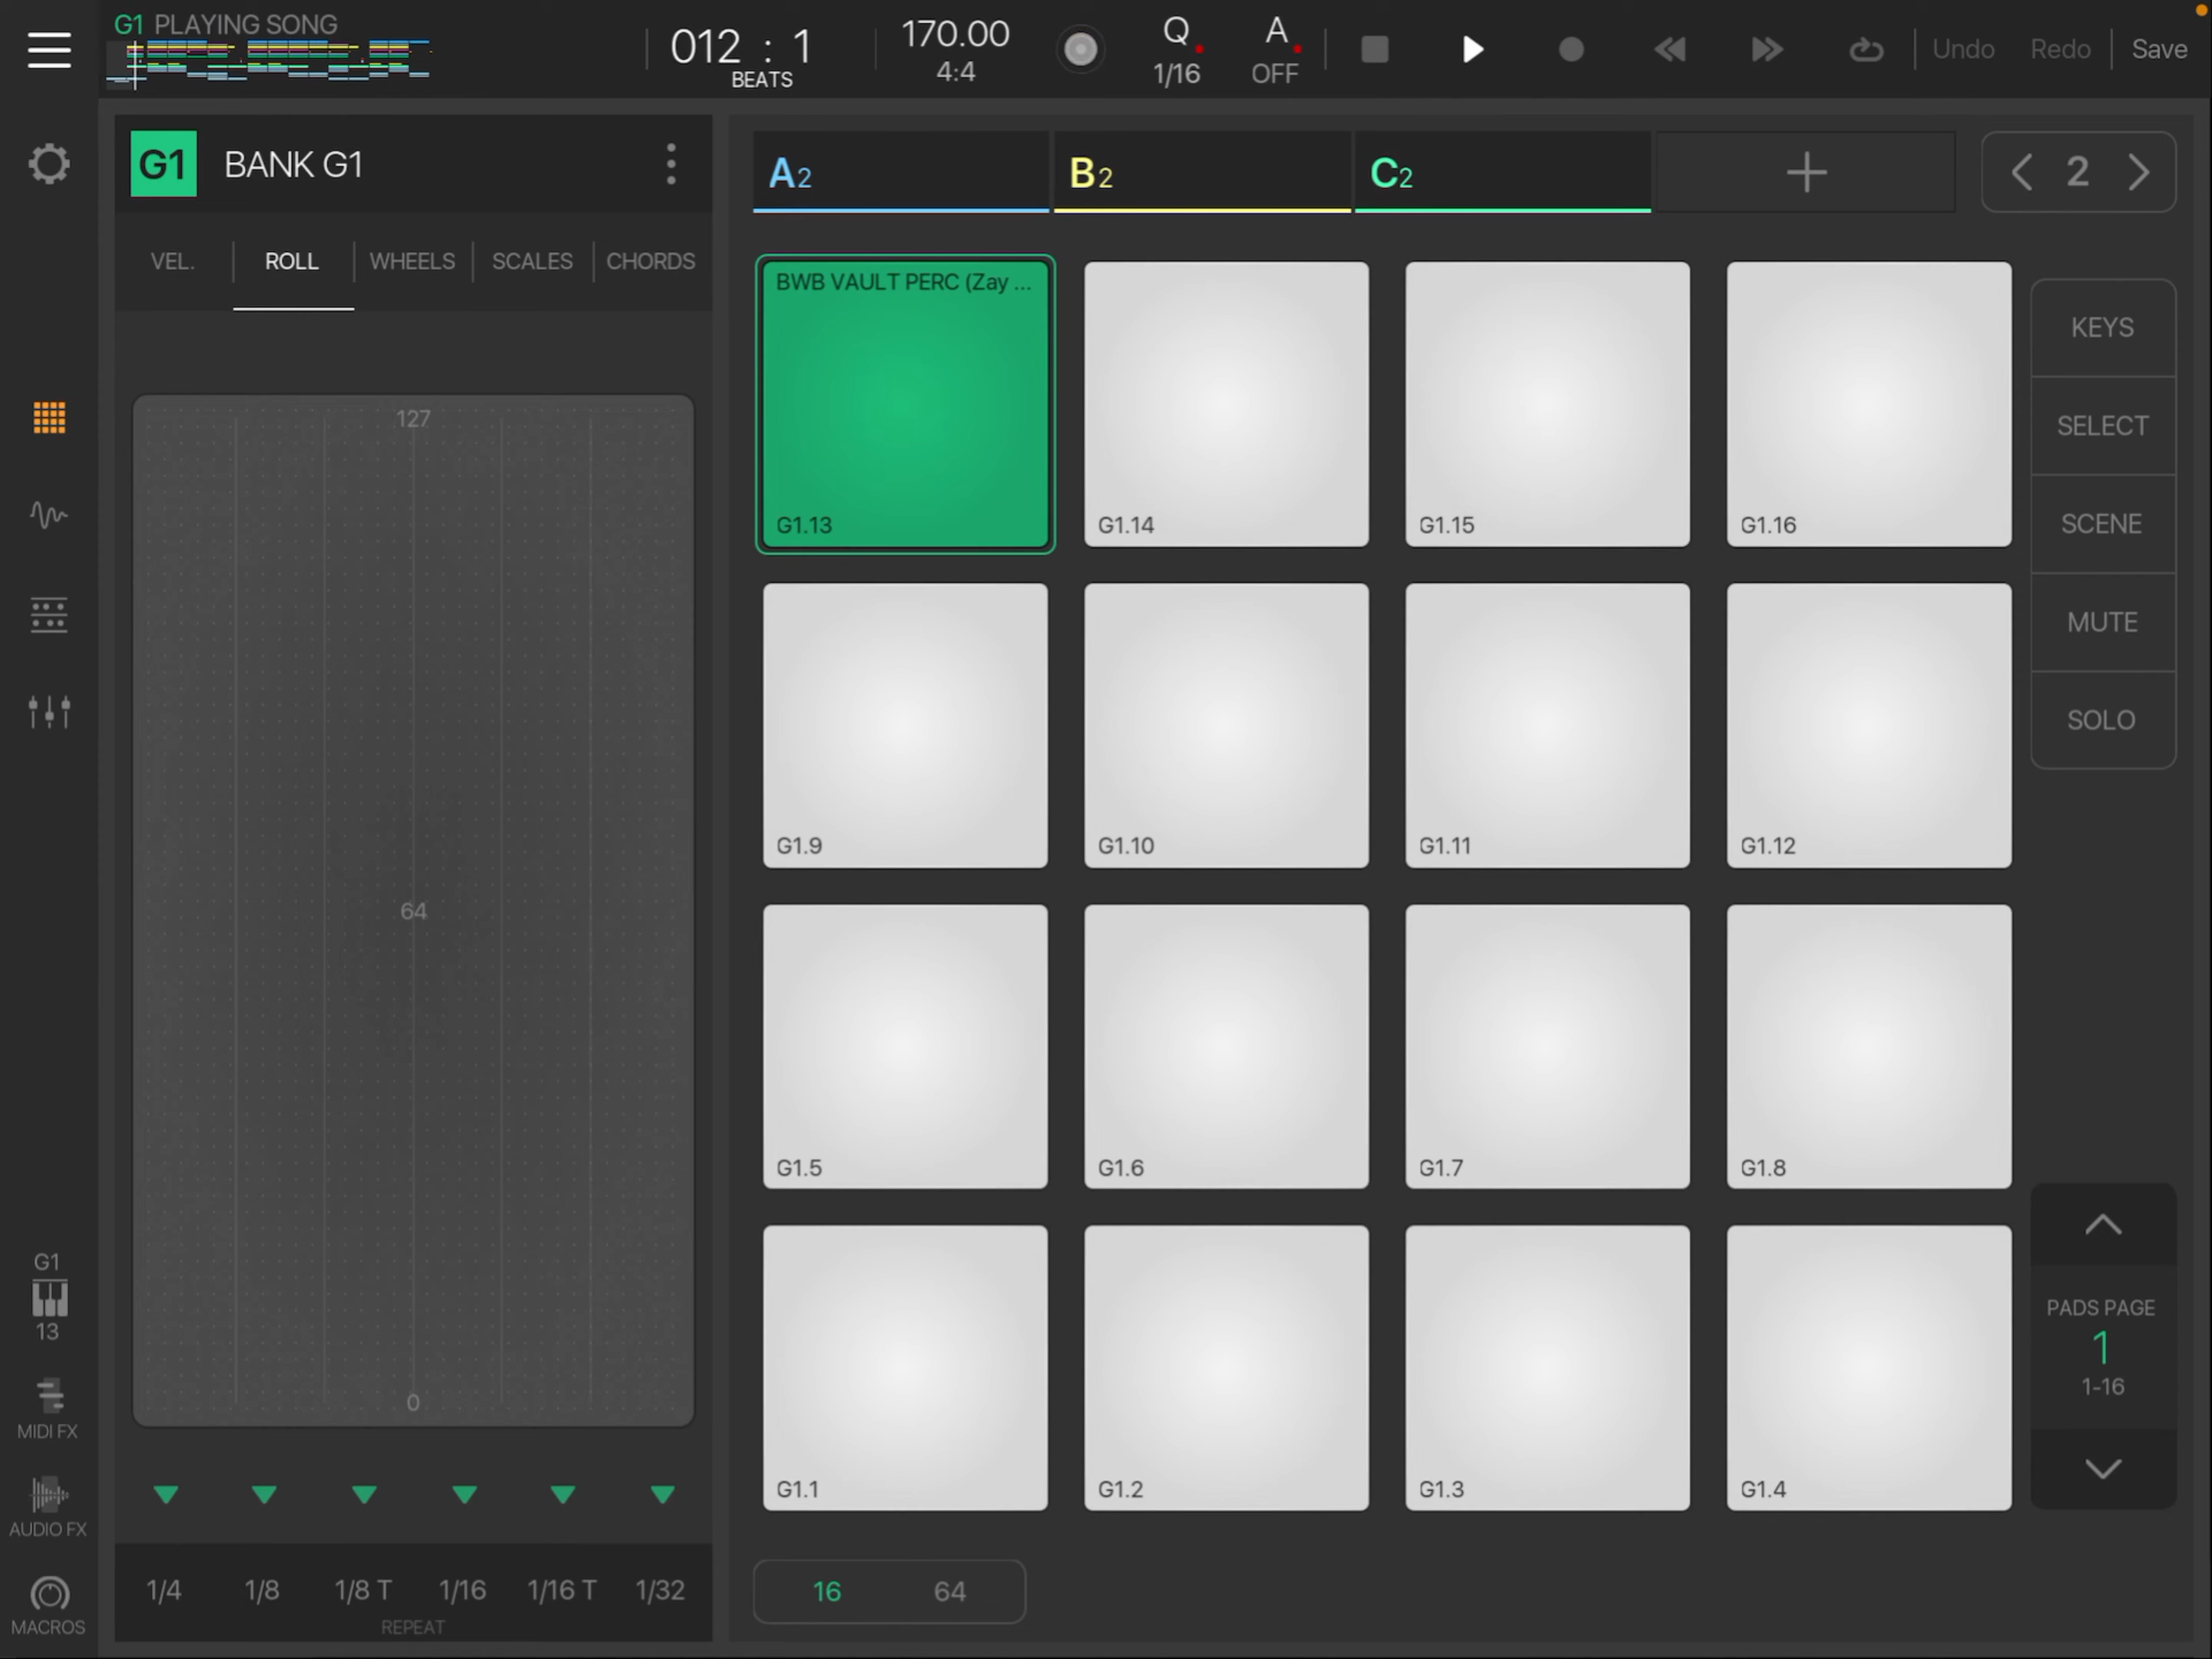 G1 PLAYING SONG
012 : 1
BEATS
170.00
4:4
Q
1/16
A
OFF
Undo
Redo
Save
G1
BANK G1
VEL.
ROLL
WHEELS
SCALES
CHORDS
127
64
0
1/4
1/8
1/8 T
1/16
1/16 T
1/32
REPEAT
G1
13
MIDI FX
AUDIO FX
MACROS
A2
B2
C2
2
BWB VAULT PERC (Zay ...
G1.13
G1.14
G1.15
G1.16
G1.9
G1.10
G1.11
G1.12
G1.5
G1.6
G1.7
G1.8
G1.1
G1.2
G1.3
G1.4
16
64
KEYS
SELECT
SCENE
MUTE
SOLO
PADS PAGE
1
1-16